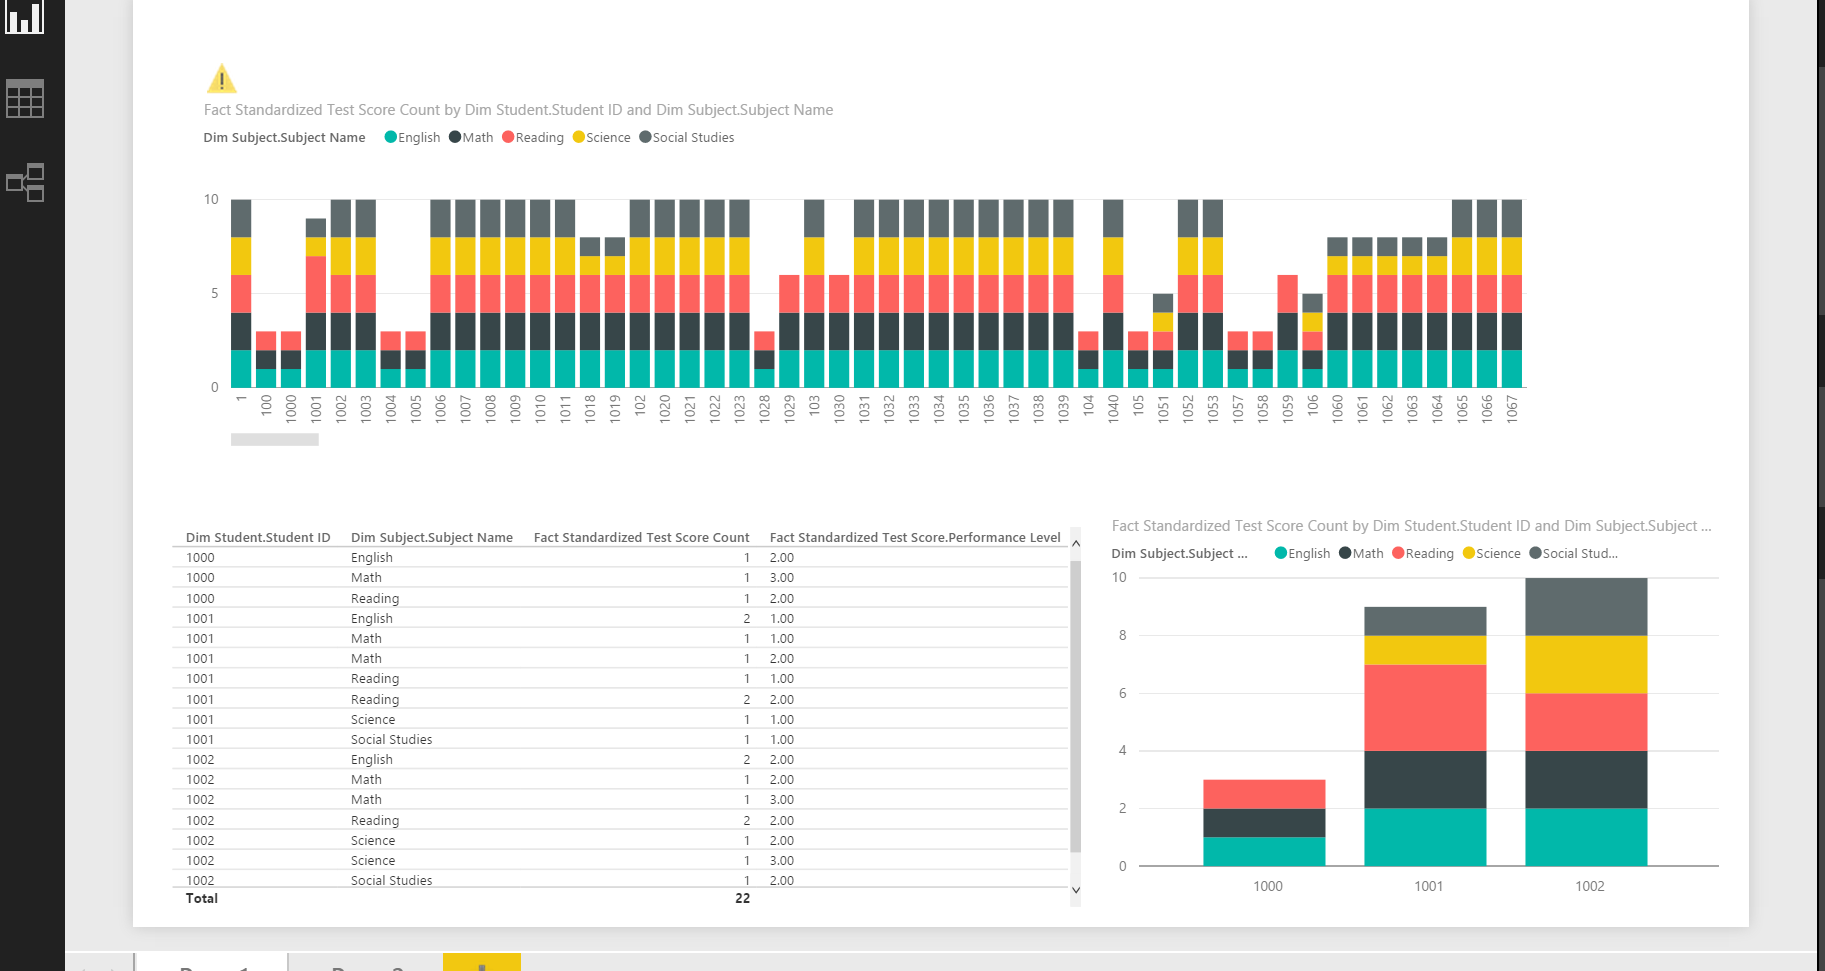 Fact Standardized Test Score Count by Dim Student.Student ID and Dim Subject.Subject Name
Dim Subject.Subject Name English Math Reading Science Social Studies
10
5
0
1 100 1000 1001 1002 1003 1004 1005 1006 1007 1008 1009 1010 1011 1018 1019 102 1020 1021 1022 1023 1028 1029 103 1030 1031 1032 1033 1034 1035 1036 1037 1038 1039 104 1040 105 1051 1052 1053 1057 1058 1059 106 1060 1061 1062 1063 1064 1065 1066 1067
Dim Student.Student ID Dim Subject.Subject Name Fact Standardized Test Score Count Fact Standardized Test Score.Performance Level
1000 English 1 2.00
1000 Math 1 3.00
1000 Reading 1 2.00
1001 English 2 1.00
1001 Math 1 1.00
1001 Math 1 2.00
1001 Reading 1 1.00
1001 Reading 2 2.00
1001 Science 1 1.00
1001 Social Studies 1 1.00
1002 English 2 2.00
1002 Math 1 2.00
1002 Math 1 3.00
1002 Reading 2 2.00
1002 Science 1 2.00
1002 Science 1 3.00
1002 Social Studies 1 2.00
Total 22
Fact Standardized Test Score Count by Dim Student.Student ID and Dim Subject.Subject ...
Dim Subject.Subject ... English Math Reading Science Social Stud...
10
8
6
4
2
0
1000 1001 1002